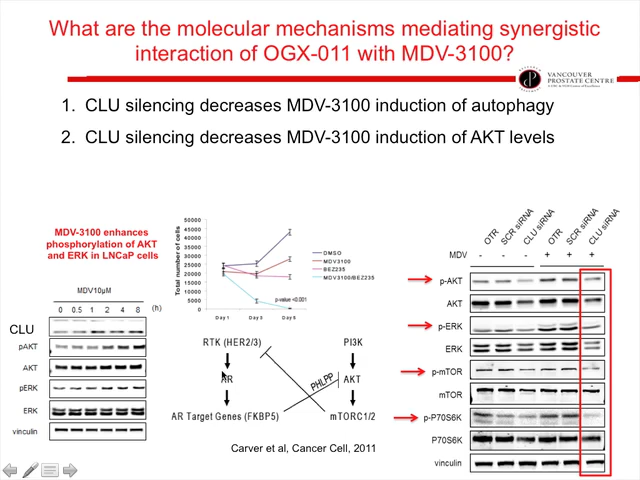 What are the molecular mechanisms mediating synergistic
interaction of OGX-011 with MDV-3100?
VANCOUVER
PROSTATE CENTRE
1. CLU silencing decreases MDV-3100 induction of autophagy
2. CLU silencing decreases MDV-3100 induction of AKT levels
MDV-3100 enhances
phosphorylation of AKT
and ERK in LNCaP cells
MDV10µM
0 0.5 1 2 4 8 (h)
CLU
pAKT
AKT
pERK
ERK
vinculin
Total number of cells
50000
45000
40000
35000
30000
25000
20000
15000
10000
5000
0
Day 1 Day 3 Day 5
p-value <0.001
DMSO
MDV3100
BEZ235
MDV3100/BEZ235
RTK (HER2/3) PI3K
AR PHLPP AKT
AR Target Genes (FKBP5) mTORC1/2
Carver et al, Cancer Cell, 2011
OTR SCR siRNA CLU siRNA OTR SCR siRNA CLU siRNA
MDV - - - + + +
p-AKT
AKT
p-ERK
ERK
p-mTOR
mTOR
p-P70S6K
P70S6K
vinculin